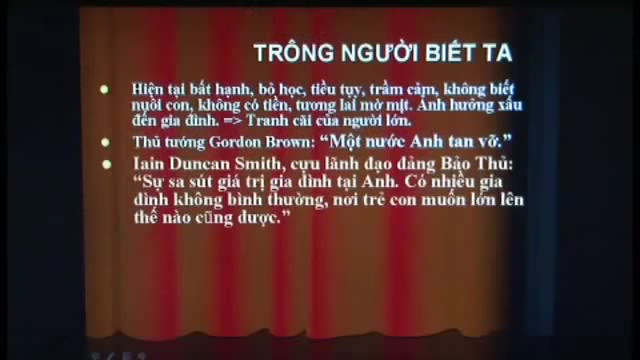 TRÔNG NGƯỜI BIẾT TA
Hiện tại bất hạnh, bỏ học, tiều tụy, trầm cảm, không biết
nuôi con, không có tiền, tương lai mờ mịt. Ảnh hưởng xấu
đến gia đình. => Tranh cãi của người lớn.
Thủ tướng Gordon Brown: “Một nước Anh tan vỡ.”
Iain Duncan Smith, cựu lãnh đạo đảng Bảo Thủ:
“Sự sa sút giá trị gia dình tại Anh. Có nhiều gia
đình không bình thường, nơi trẻ con muốn lớn lên
thế nào cũng dược.”